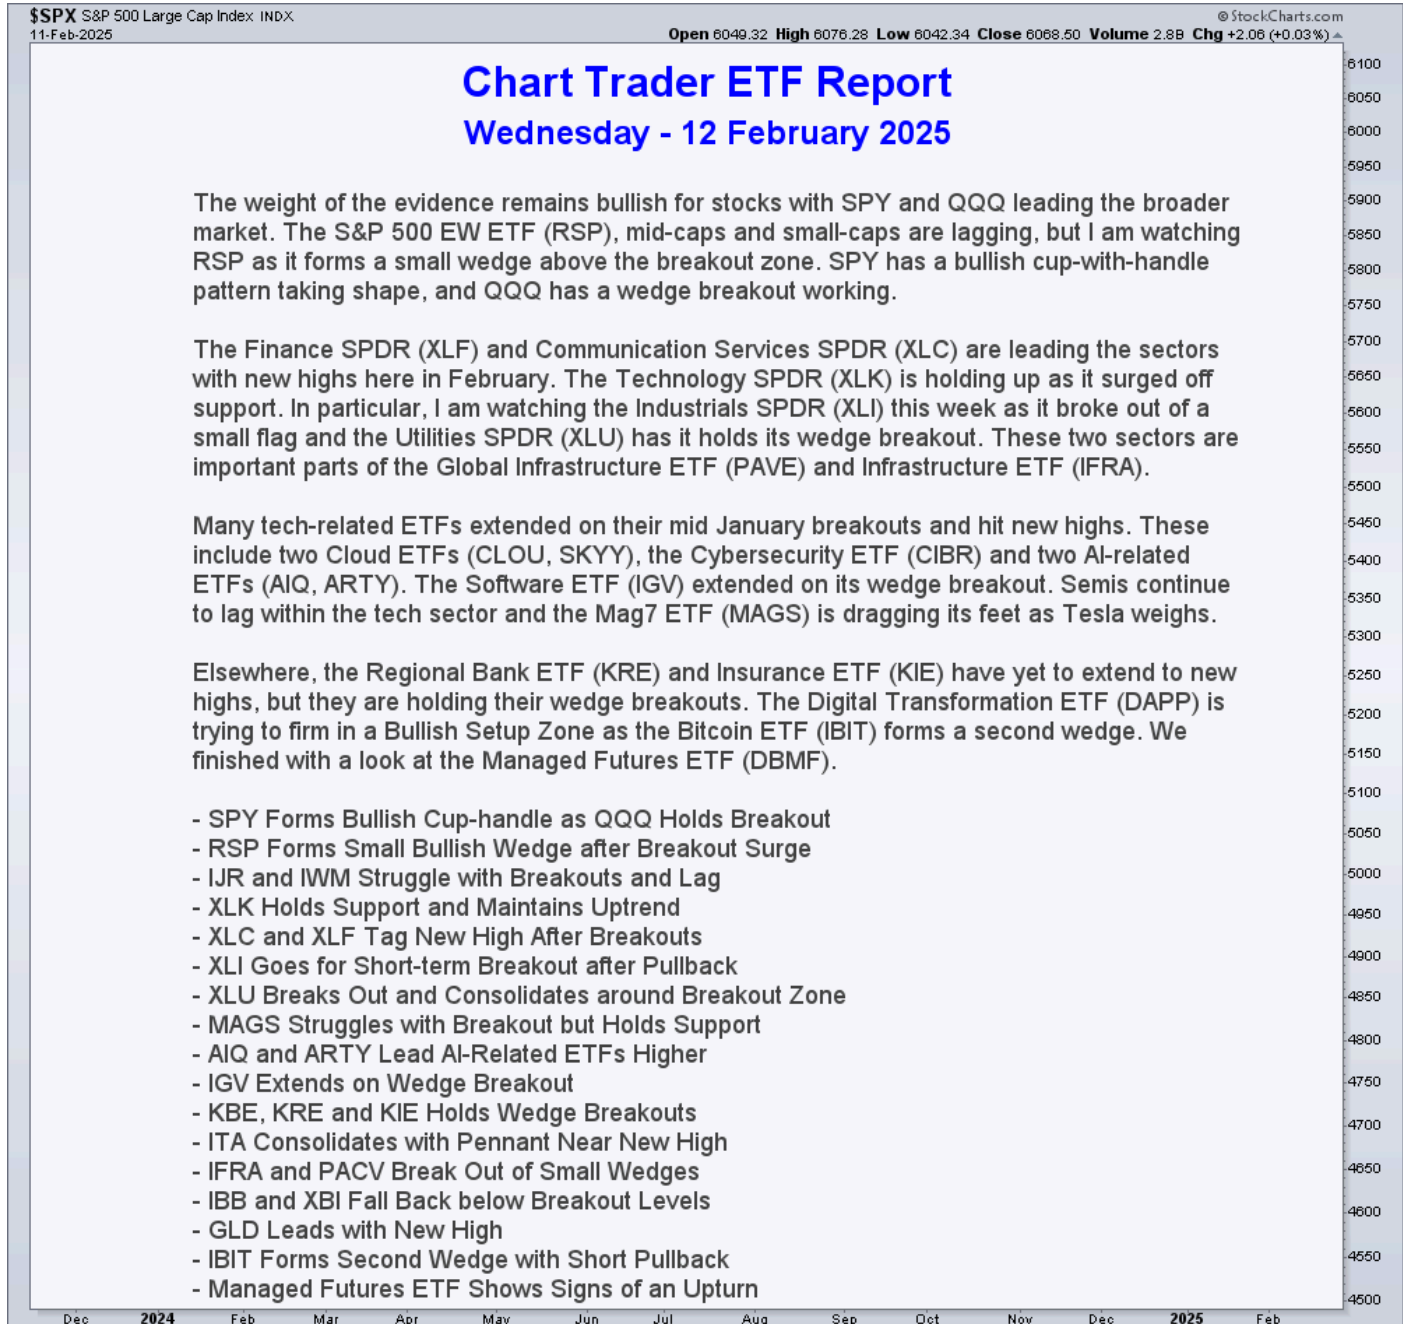 $SPX S&P 500 Large Cap Index INDX
© StockCharts.com
11-Feb-2025
Open 6049.32 High 6076.28 Low 6042.34 Close 6068.50 Volume 2.8B Chg +2.06 (+0.03%)
Chart Trader ETF Report
Wednesday - 12 February 2025
The weight of the evidence remains bullish for stocks with SPY and QQQ leading the broader
market. The S&P 500 EW ETF (RSP), mid-caps and small-caps are lagging, but I am watching
RSP as it forms a small wedge above the breakout zone. SPY has a bullish cup-with-handle
pattern taking shape, and QQQ has a wedge breakout working.
The Finance SPDR (XLF) and Communication Services SPDR (XLC) are leading the sectors
with new highs here in February. The Technology SPDR (XLK) is holding up as it surged off
support. In particular, I am watching the Industrials SPDR (XLI) this week as it broke out of a
small flag and the Utilities SPDR (XLU) has it holds its wedge breakout. These two sectors are
important parts of the Global Infrastructure ETF (PAVE) and Infrastructure ETF (IFRA).
Many tech-related ETFs extended on their mid January breakouts and hit new highs. These
include two Cloud ETFs (CLOU, SKYY), the Cybersecurity ETF (CIBR) and two AI-related
ETFs (AIQ, ARTY). The Software ETF (IGV) extended on its wedge breakout. Semis continue
to lag within the tech sector and the Mag7 ETF (MAGS) is dragging its feet as Tesla weighs.
Elsewhere, the Regional Bank ETF (KRE) and Insurance ETF (KIE) have yet to extend to new
highs, but they are holding their wedge breakouts. The Digital Transformation ETF (DAPP) is
trying to firm in a Bullish Setup Zone as the Bitcoin ETF (IBIT) forms a second wedge. We
finished with a look at the Managed Futures ETF (DBMF).
- SPY Forms Bullish Cup-handle as QQQ Holds Breakout
- RSP Forms Small Bullish Wedge after Breakout Surge
- IJR and IWM Struggle with Breakouts and Lag
- XLK Holds Support and Maintains Uptrend
- XLC and XLF Tag New High After Breakouts
- XLI Goes for Short-term Breakout after Pullback
- XLU Breaks Out and Consolidates around Breakout Zone
- MAGS Struggles with Breakout but Holds Support
- AIQ and ARTY Lead AI-Related ETFs Higher
- IGV Extends on Wedge Breakout
- KBE, KRE and KIE Holds Wedge Breakouts
- ITA Consolidates with Pennant Near New High
- IFRA and PACV Break Out of Small Wedges
- IBB and XBI Fall Back below Breakout Levels
- GLD Leads with New High
- IBIT Forms Second Wedge with Short Pullback
- Managed Futures ETF Shows Signs of an Upturn
6100
6050
6000
5950
5900
5850
5800
5750
5700
5650
5600
5550
5500
5450
5400
5350
5300
5250
5200
5150
5100
5050
5000
4950
4900
4850
4800
4750
4700
4650
4600
4550
4500
Dec 2024 Feb Mar Apr May Jun Jul Aug Sep Oct Nov Dec 2025 Feb